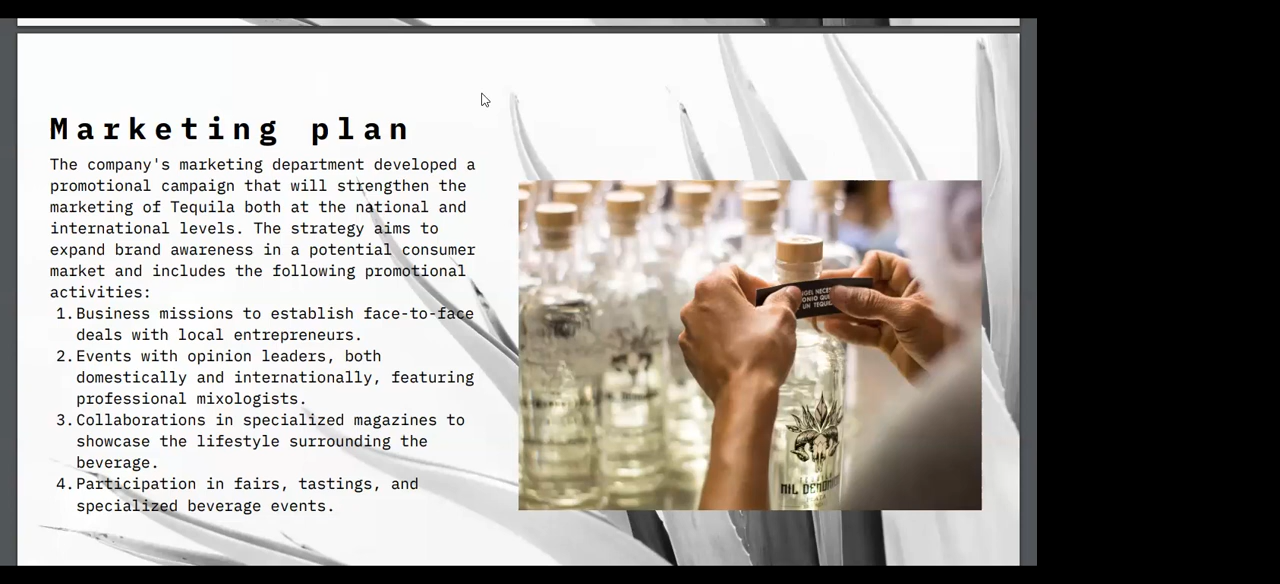 Marketing plan
The company's marketing department developed a
promotional campaign that will strengthen the
marketing of Tequila both at the national and
international levels. The strategy aims to
expand brand awareness in a potential consumer
market and includes the following promotional
activities:
1. Business missions to establish face-to-face
deals with local entrepreneurs.
2. Events with opinion leaders, both
domestically and internationally, featuring
professional mixologists.
3. Collaborations in specialized magazines to
showcase the lifestyle surrounding the
beverage.
4. Participation in fairs, tastings, and
specialized beverage events.
UN TEQUIL
TEQUILA